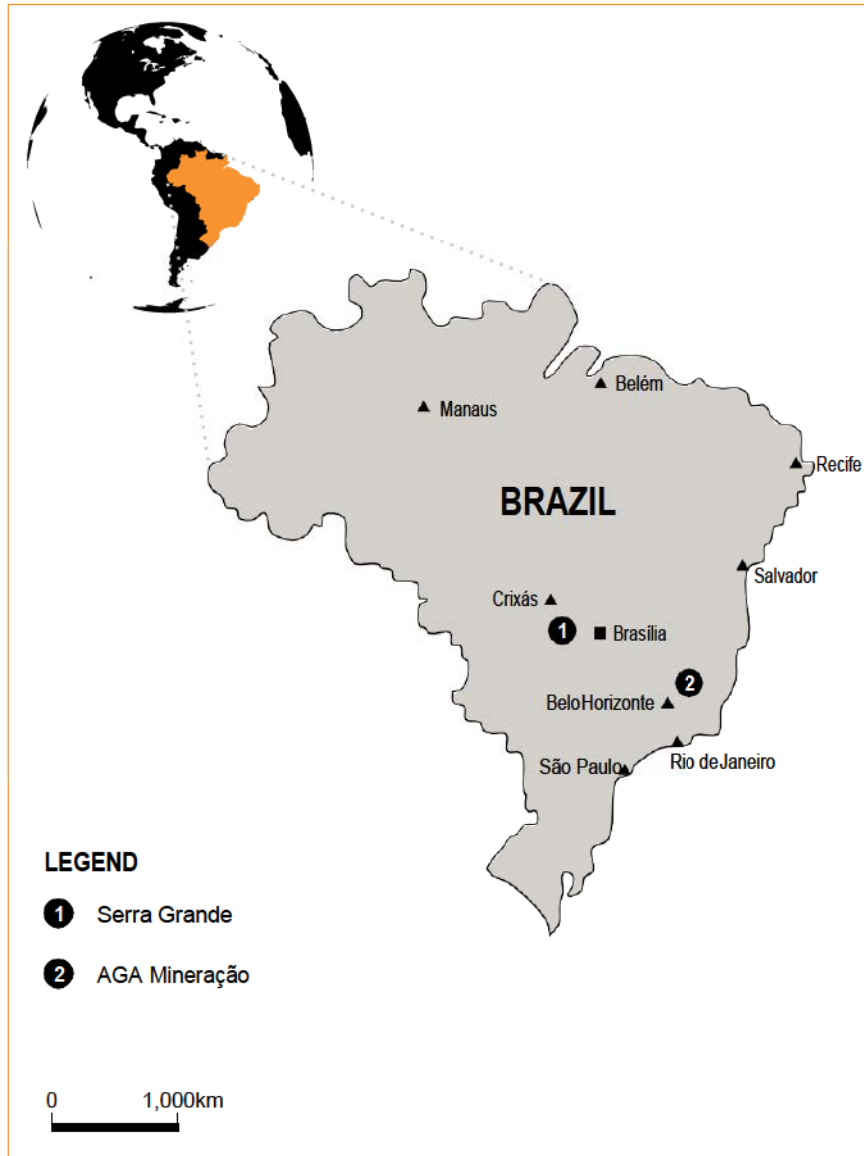 Belém
Manaus
Recife
BRAZIL
Salvador
Crixás
1
Brasília
2
BeloHorizonte
Rio deJaneiro
São Paulo
LEGEND
1 Serra Grande
2 AGA Mineração
0 1,000km